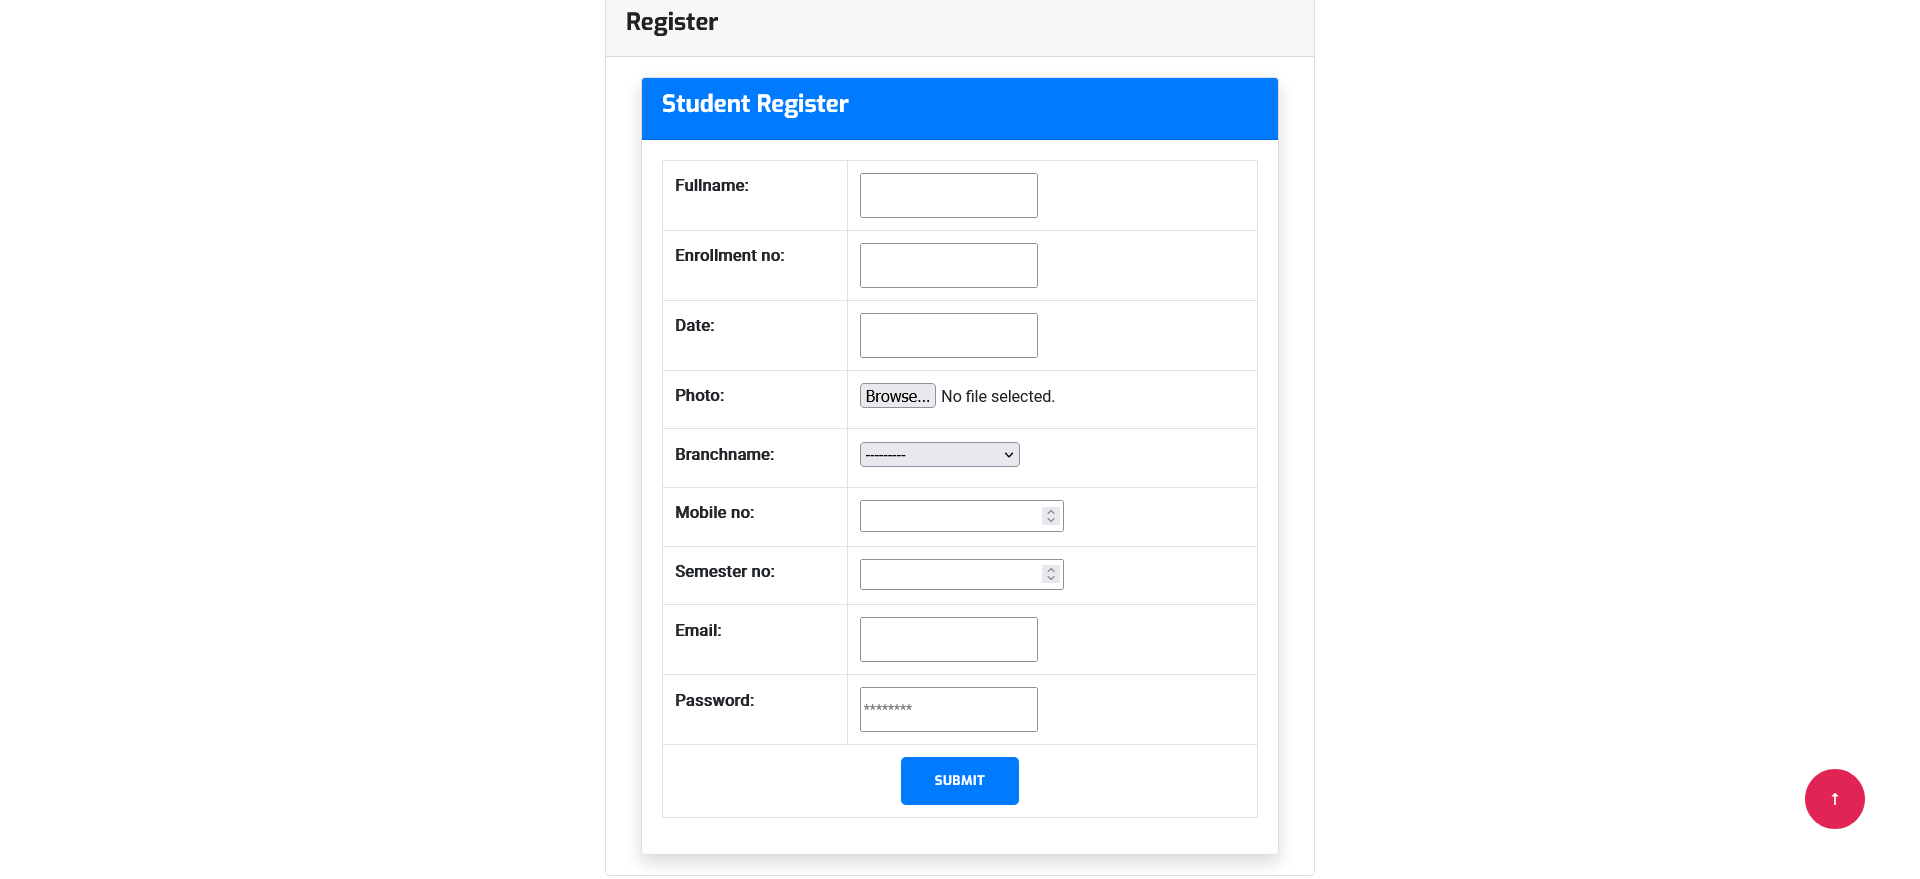 Register
Student Register
Fullname:
Enrollment no:
Date:
Photo: Browse... No file selected.
Branchname: ---------
Mobile no:
Semester no:
Email:
Password: ********
SUBMIT
↑